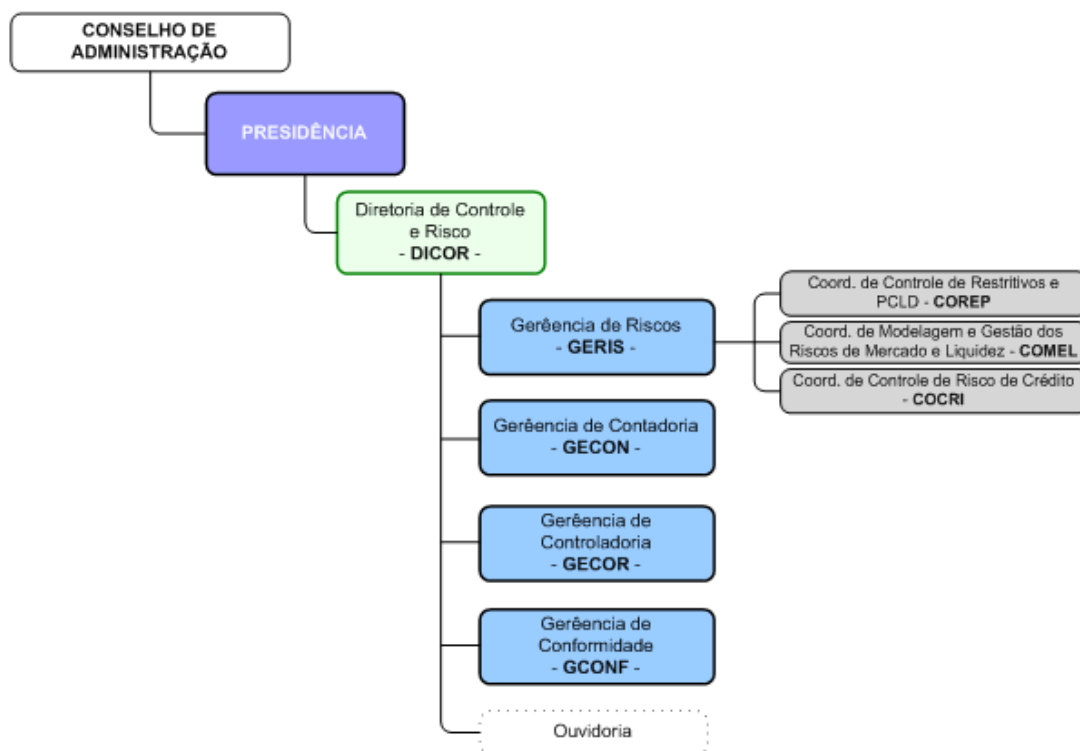 CONSELHO DE
ADMINISTRAÇÃO
PRESIDÊNCIA
Diretoria de Controle
e Risco
- DICOR -
Gerêencia de Riscos
- GERIS -
Coord. de Controle de Restritivos e
PCLD - COREP
Coord. de Modelagem e Gestão dos
Riscos de Mercado e Liquidez - COMEL
Coord. de Controle de Risco de Crédito
- COCRI
Gerêencia de Contadoria
- GECON -
Gerêencia de
Controladoria
- GECOR -
Gerêencia de
Conformidade
- GCONF -
Ouvidoria